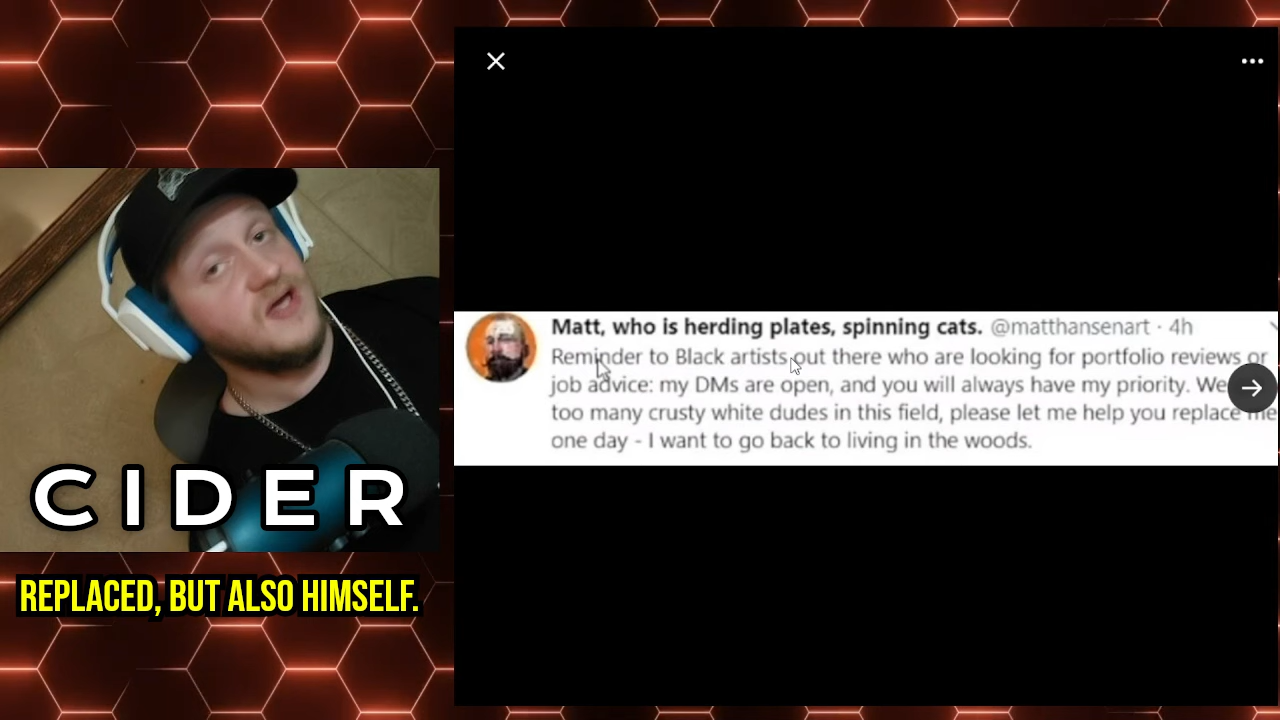 Matt, who is herding plates, spinning cats. @matthansenart · 4h
Reminder to Black artists out there who are looking for portfolio reviews or
job advice: my DMs are open, and you will always have my priority. We
too many crusty white dudes in this field, please let me help you replace me
one day - I want to go back to living in the woods.
CIDER
REPLACED, BUT ALSO HIMSELF.